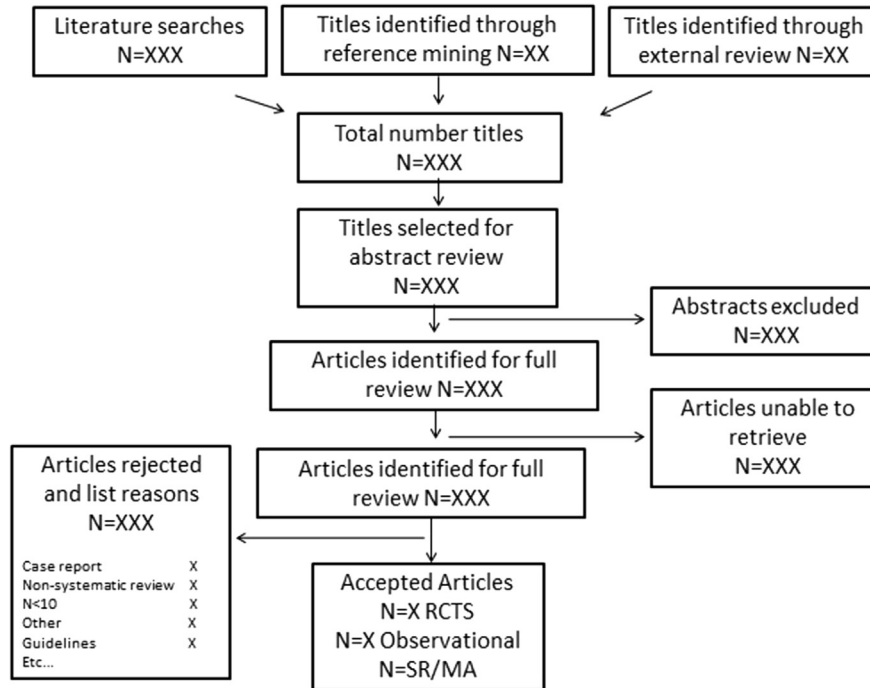 Literature searches
N=XXX
Titles identified through
reference mining N=XX
Titles identified through
external review N=XX
Total number titles
N=XXX
Titles selected for
abstract review
N=XXX
Abstracts excluded
N=XXX
Articles identified for full
review N=XXX
Articles unable to
retrieve
N=XXX
Articles identified for full
review N=XXX
Articles rejected
and list reasons
N=XXX
Case report X
Non-systematic review X
N<10 X
Other X
Guidelines X
Etc...
Accepted Articles
N=X RCTS
N=X Observational
N=SR/MA